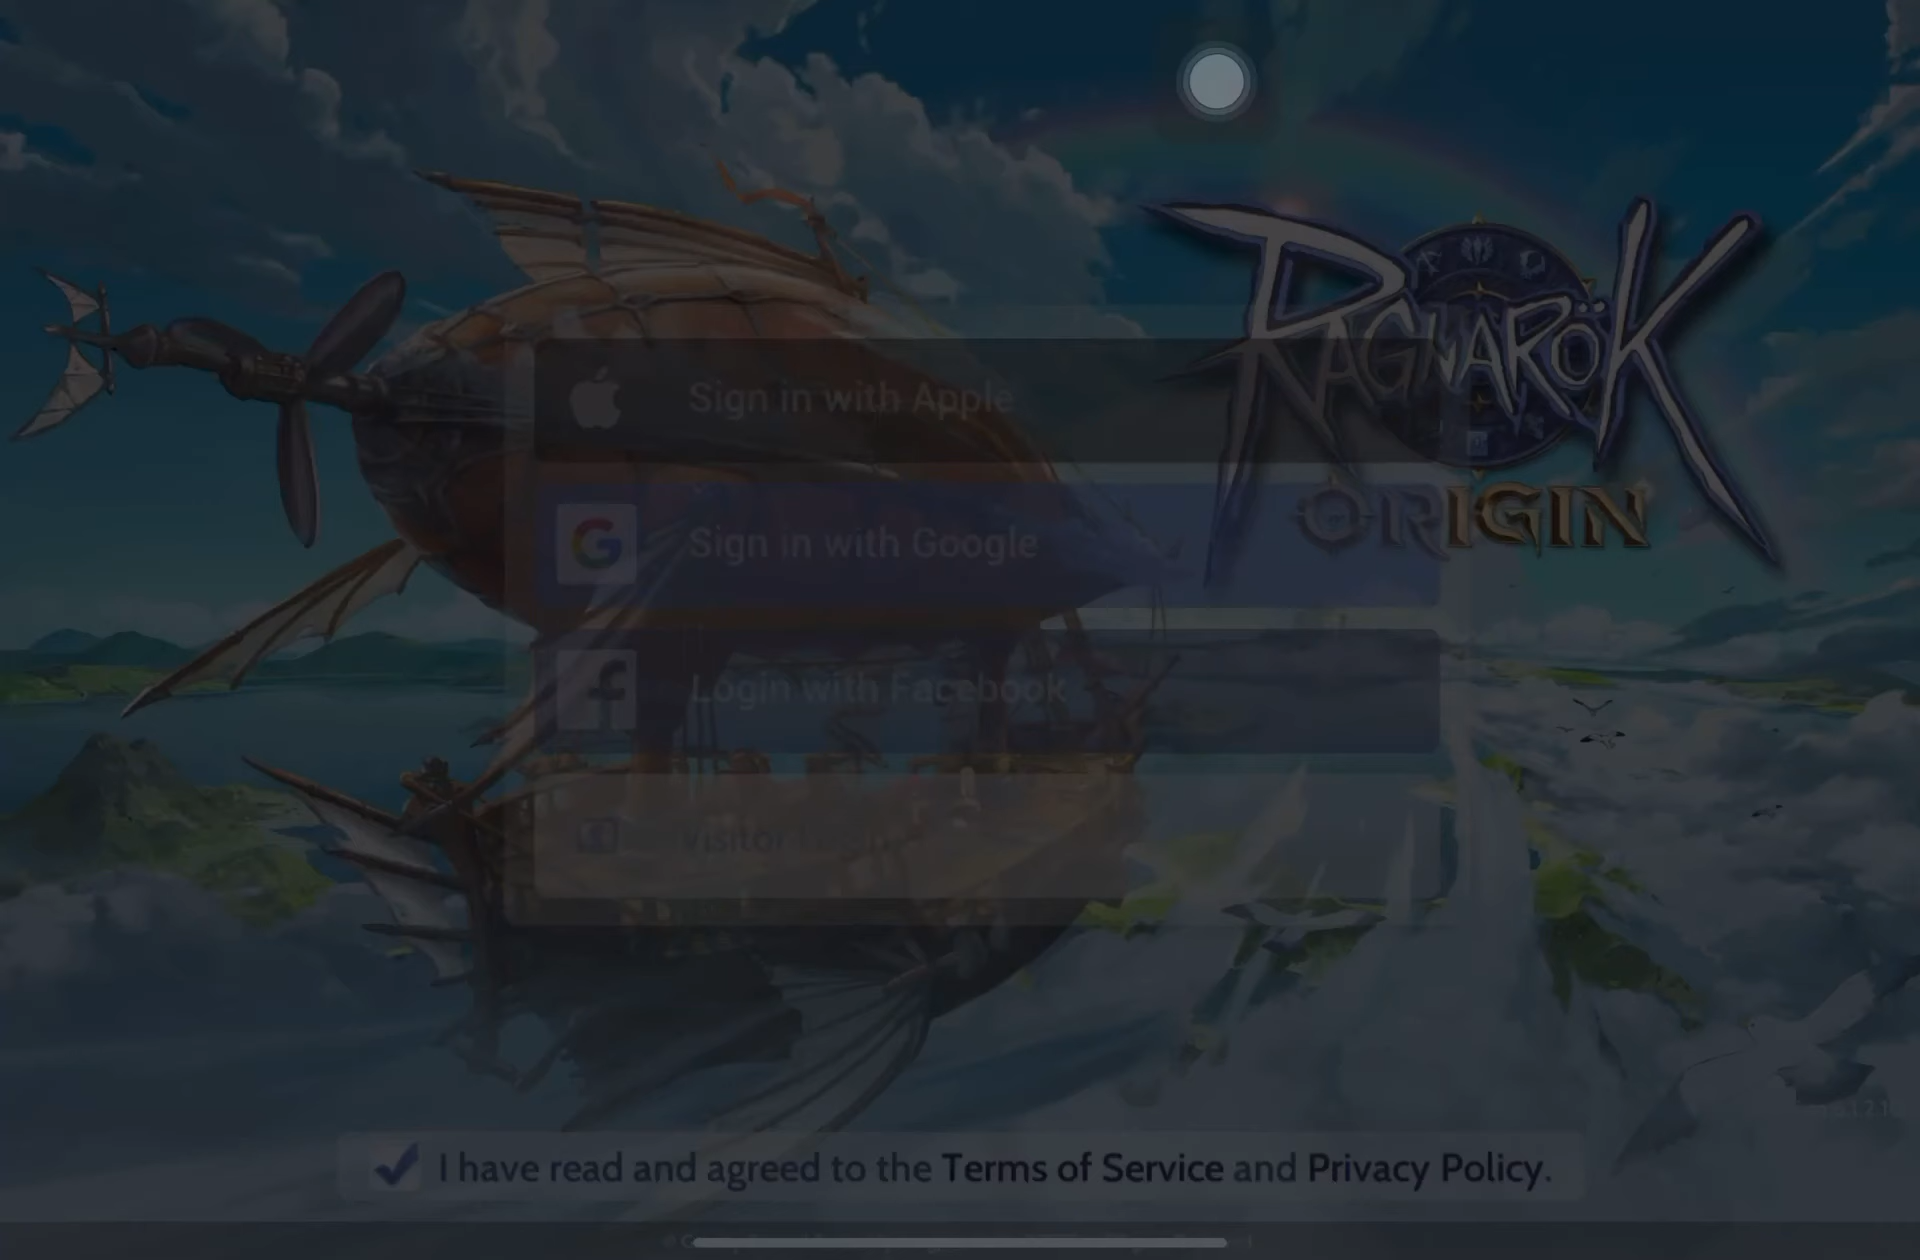 RAGNARÖK
ORIGIN
Sign in with Apple
Sign in with Google
Login with Facebook
Visitor
I have read and agreed to the Terms of Service and Privacy Policy.